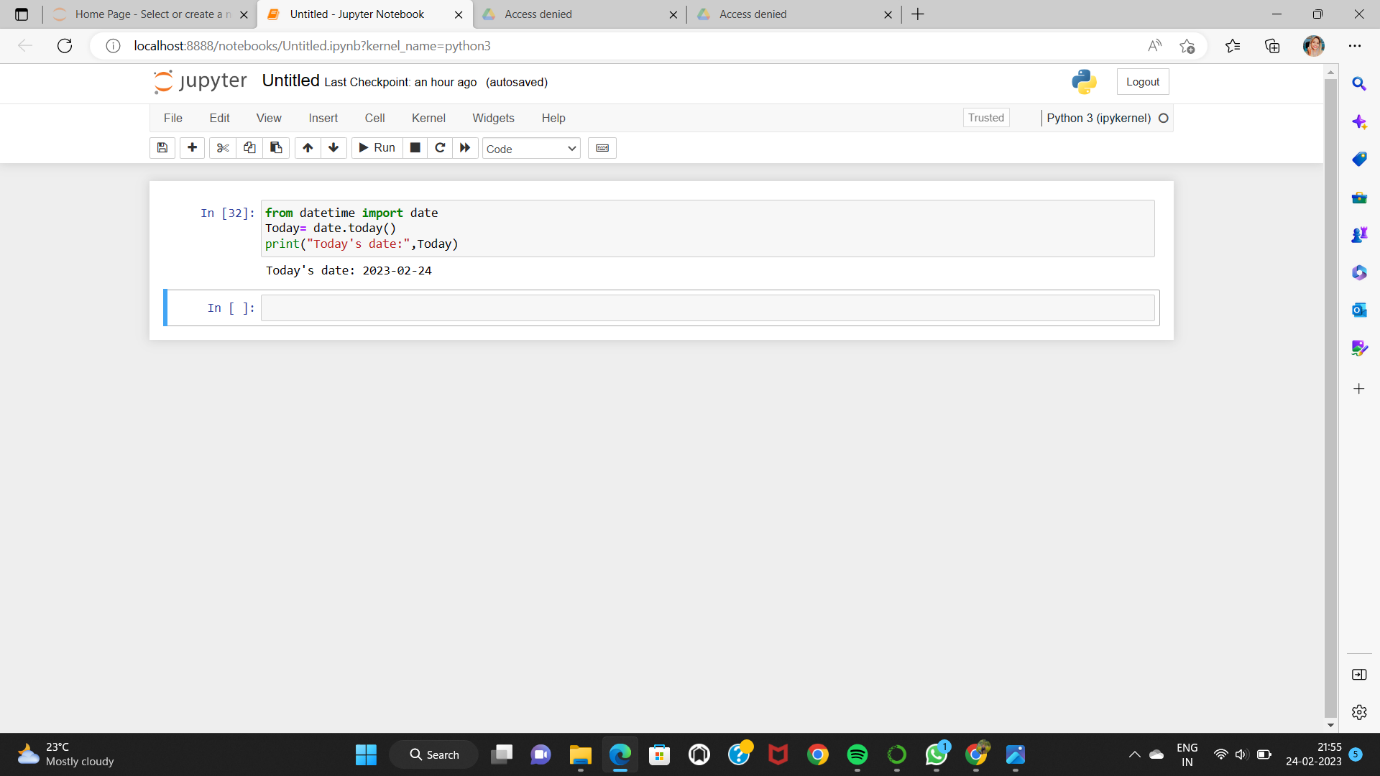 Home Page - Select or create a n
Untitled - Jupyter Notebook
Access denied
Access denied
localhost:8888/notebooks/Untitled.ipynb?kernel_name=python3
jupyter Untitled Last Checkpoint: an hour ago (autosaved)
Logout
File Edit View Insert Cell Kernel Widgets Help
Trusted
Python 3 (ipykernel)
Run
Code
In [32]:
from datetime import date
Today= date.today()
print("Today's date:",Today)
Today's date: 2023-02-24
In [ ]:
23°C
Mostly cloudy
Search
1
ENG
IN
21:55
24-02-2023
5